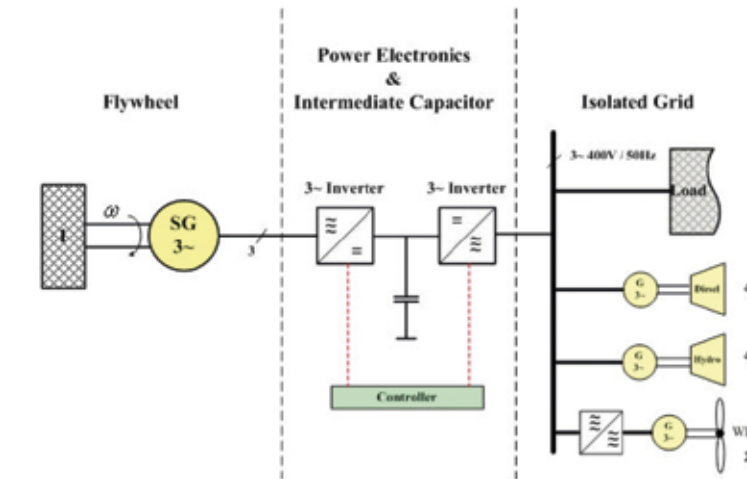 Flywheel
Power Electronics
&
Intermediate Capacitor
Isolated Grid
3~ 400V / 50Hz
3~ Inverter
3~ Inverter
Load
I
ω
SG
3~
3
G
3~
Diesel
G
3~
Hydro
Controller
G
3~